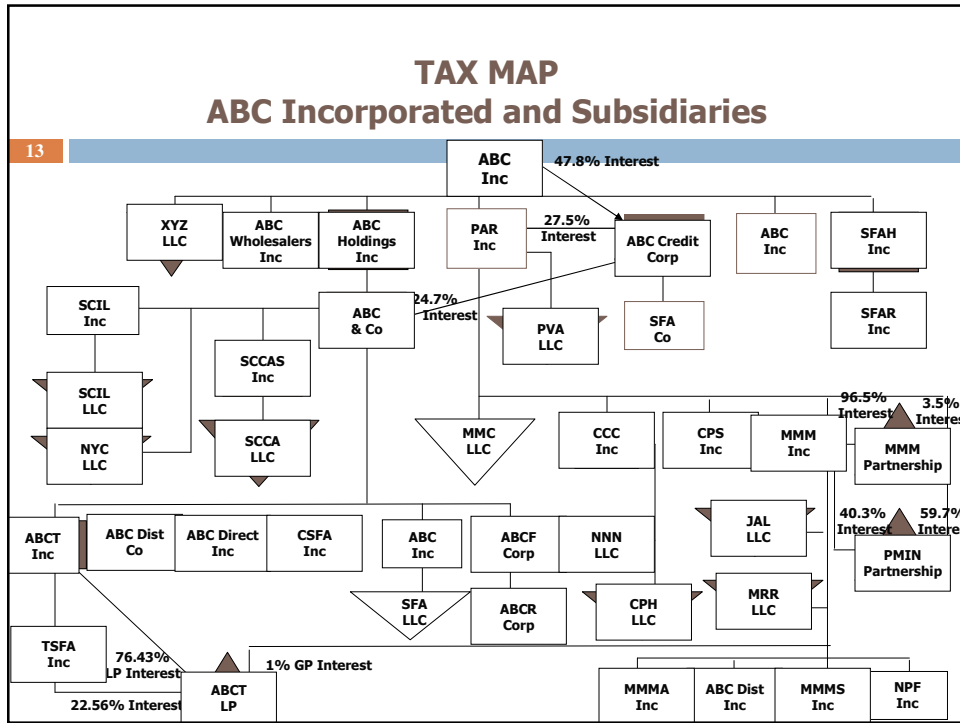 TAX MAP
ABC Incorporated and Subsidiaries
13
ABC
Inc
47.8% Interest
XYZ
LLC
ABC
Wholesalers
Inc
ABC
Holdings
Inc
PAR
Inc
27.5%
Interest
ABC Credit
Corp
ABC
Inc
SFAH
Inc
SCIL
Inc
ABC
& Co
24.7%
Interest
PVA
LLC
SFA
Co
SFAR
Inc
SCCAS
Inc
SCIL
LLC
NYC
LLC
SCCA
LLC
MMC
LLC
CCC
Inc
CPS
Inc
MMM
Inc
96.5%
Interest
3.5%
Interest
MMM
Partnership
ABCT
Inc
ABC Dist
Co
ABC Direct
Inc
CSFA
Inc
ABC
Inc
ABCF
Corp
NNN
LLC
JAL
LLC
40.3%
Interest
59.7%
Interes
PMIN
Partnership
SFA
LLC
ABCR
Corp
CPH
LLC
MRR
LLC
TSFA
Inc
76.43%
LP Interest
1% GP Interest
22.56% Interest
ABCT
LP
MMMA
Inc
ABC Dist
Inc
MMMS
Inc
NPF
Inc